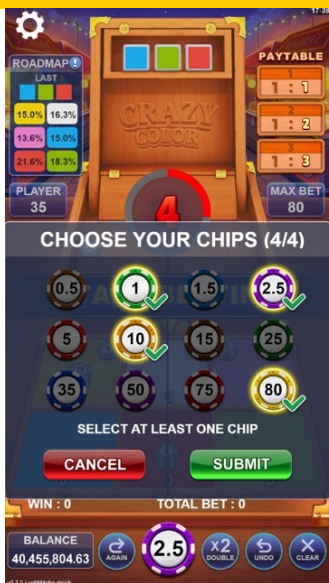 17:38
ROADMAP!
LAST
15.0% 16.3%
13.6% 15.0%
21.6% 18.3%
PAYTABLE
1
1 : 1
2
1 : 2
3
1 : 3
CRAZY
COLOR
PLAYER
35
4
MAX BET
80
CHOOSE YOUR CHIPS (4/4)
0.5 1 1.5 2.5
5 10 15 25
35 50 75 80
SELECT AT LEAST ONE CHIP
CANCEL SUBMIT
WIN : 0 TOTAL BET : 0
BALANCE
40,455,804.63
AGAIN
2.5
X2
DOUBLE
UNDO
CLEAR